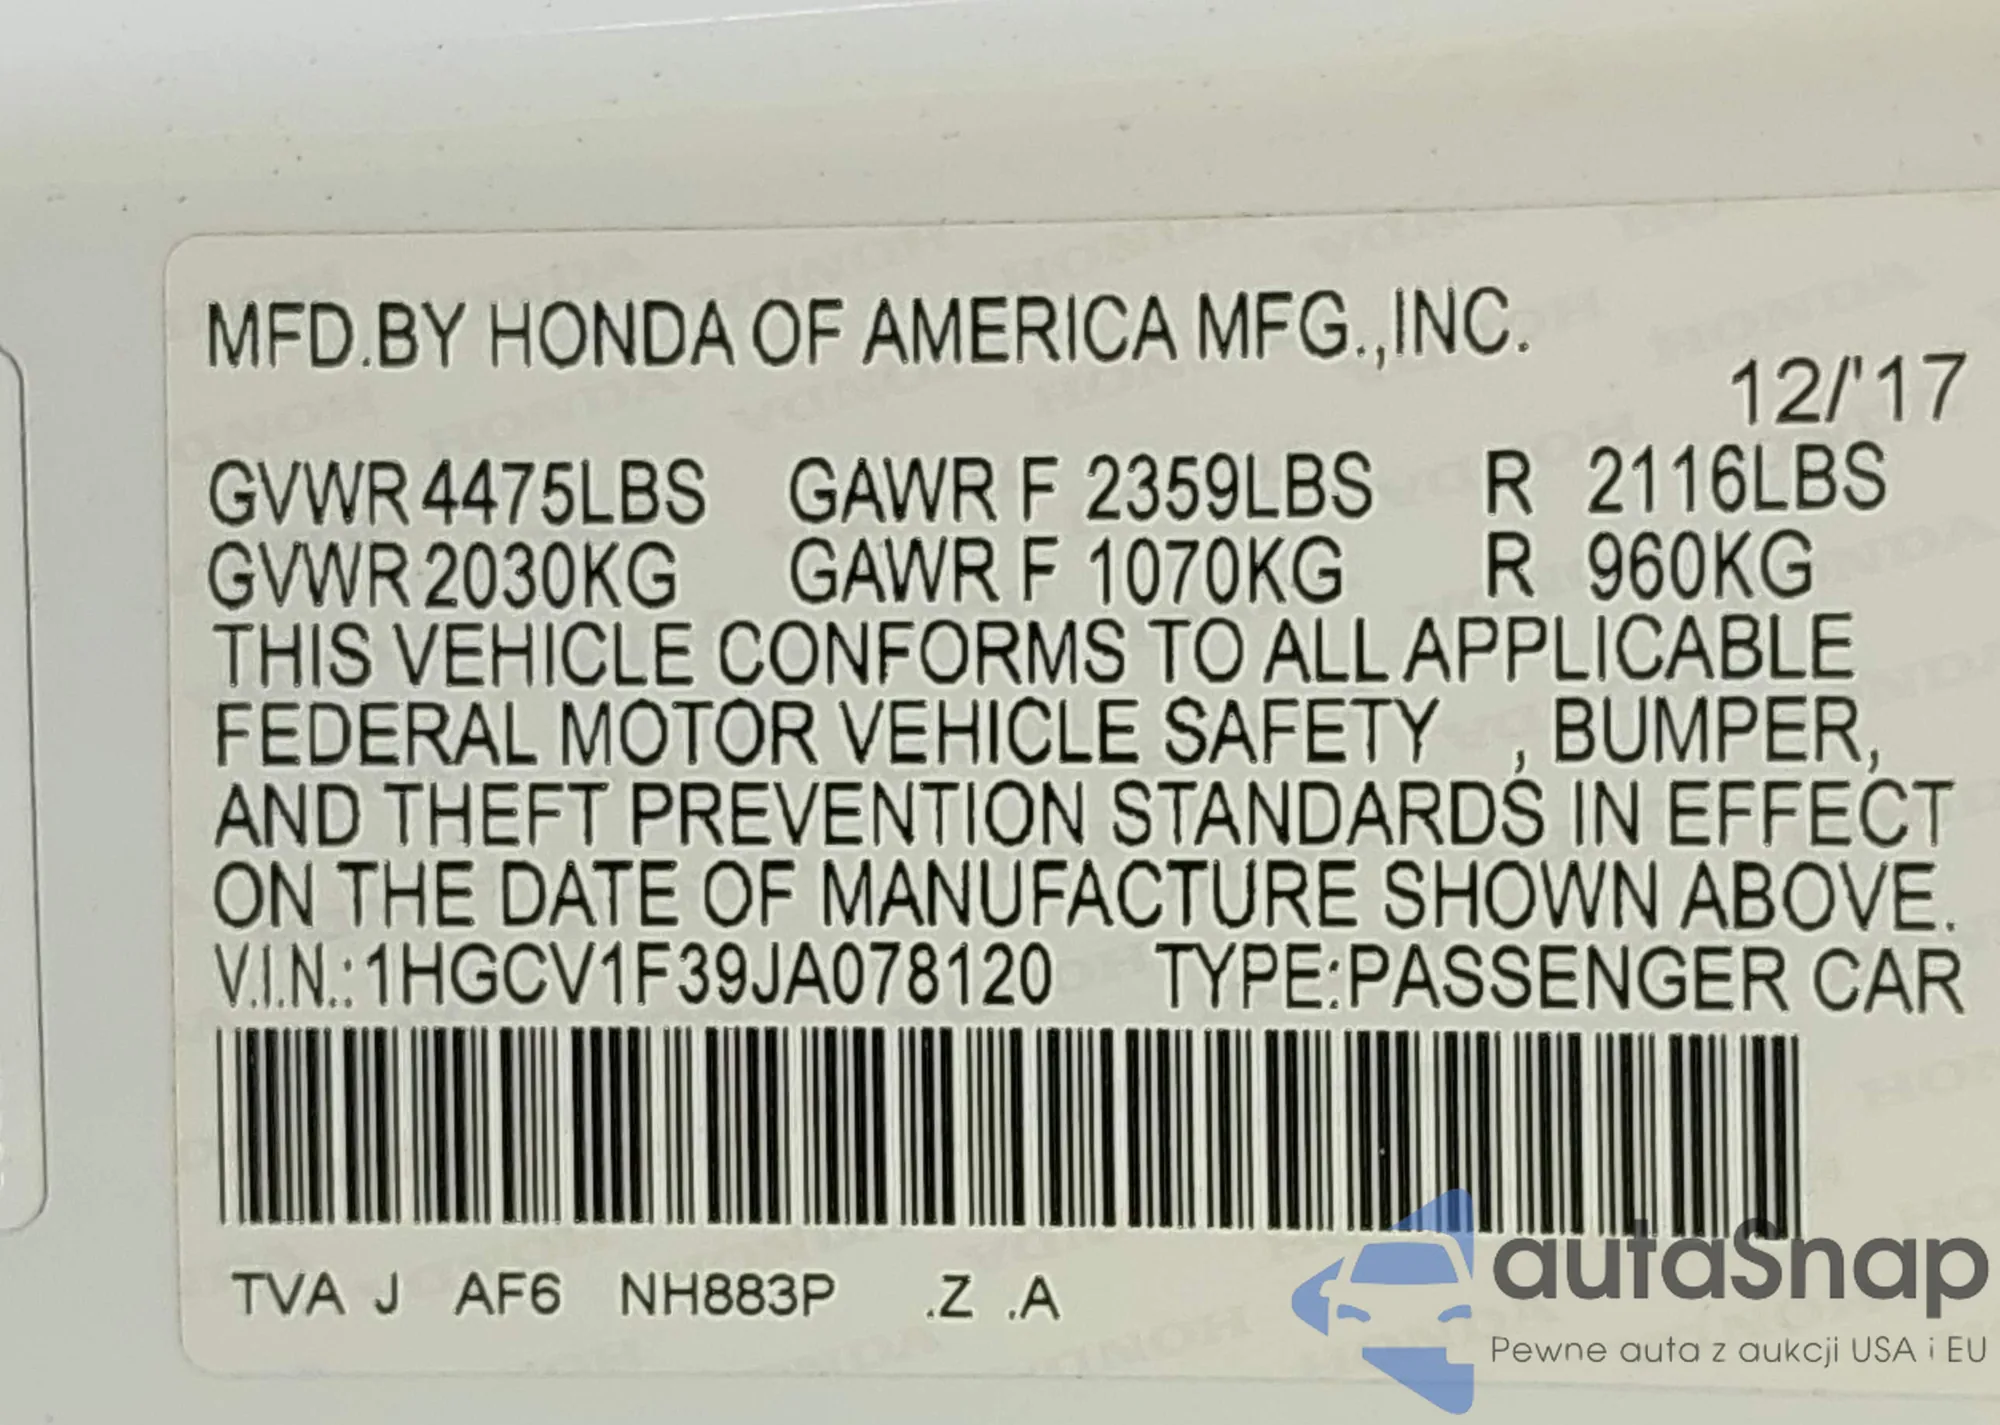 MFD.BY HONDA OF AMERICA MFG.,INC.
12/'17
GVWR 4475LBS GAWR F 2359LBS R 2116LBS
GVWR 2030KG GAWR F 1070KG R 960KG
THIS VEHICLE CONFORMS TO ALL APPLICABLE
FEDERAL MOTOR VEHICLE SAFETY , BUMPER,
AND THEFT PREVENTION STANDARDS IN EFFECT
ON THE DATE OF MANUFACTURE SHOWN ABOVE.
V.I.N.:1HGCV1F39JA078120 TYPE:PASSENGER CAR
TVA J AF6 NH883P .Z .A
autaSnap
Pewne auta z aukcji USA i EU